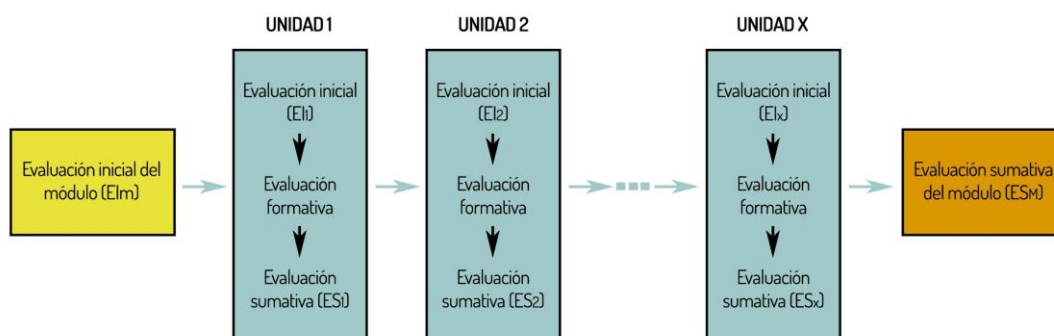 UNIDAD 1
UNIDAD 2
UNIDAD X
Evaluación inicial del
módulo (EIm)
Evaluación inicial
(EI1)
Evaluación
formativa
Evaluación
sumativa (ES1)
Evaluación inicial
(EI2)
Evaluación
formativa
Evaluación
sumativa (ES2)
Evaluación inicial
(EIx)
Evaluación
formativa
Evaluación
sumativa (ESx)
Evaluación sumativa
del módulo (ESM)